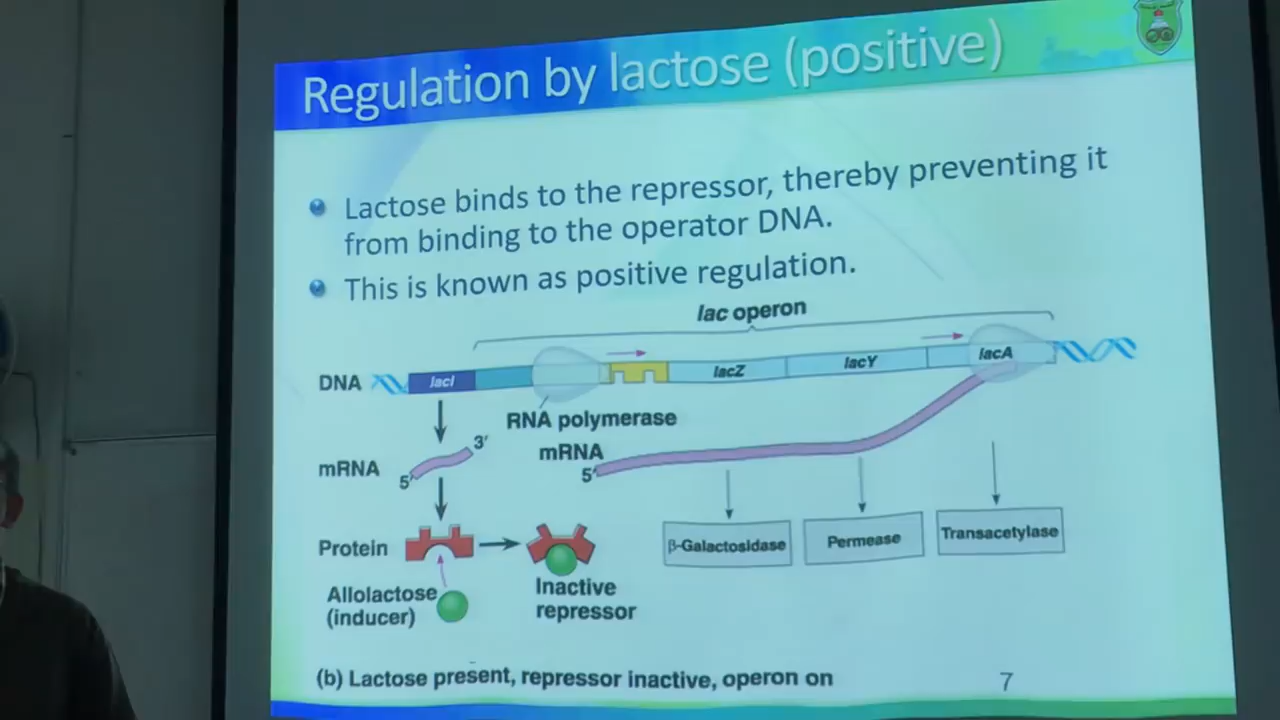 Regulation by lactose (positive)
Lactose binds to the repressor, thereby preventing it
from binding to the operator DNA.
This is known as positive regulation.
lac operon
DNA
lacI
lacZ
lacY
lacA
RNA polymerase
mRNA
5'
3'
mRNA
5'
Protein
β-Galactosidase
Permease
Transacetylase
Allolactose
(inducer)
Inactive
repressor
(b) Lactose present, repressor inactive, operon on
7